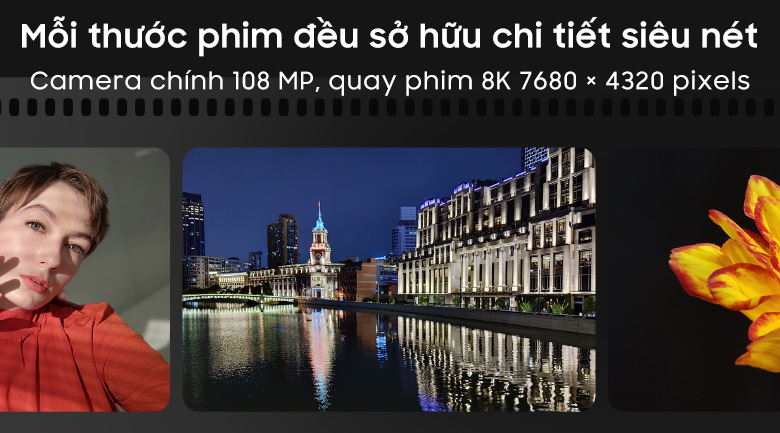 Mỗi thước phim đều sở hữu chi tiết siêu nét
Camera chính 108 MP, quay phim 8K 7680 × 4320 pixels